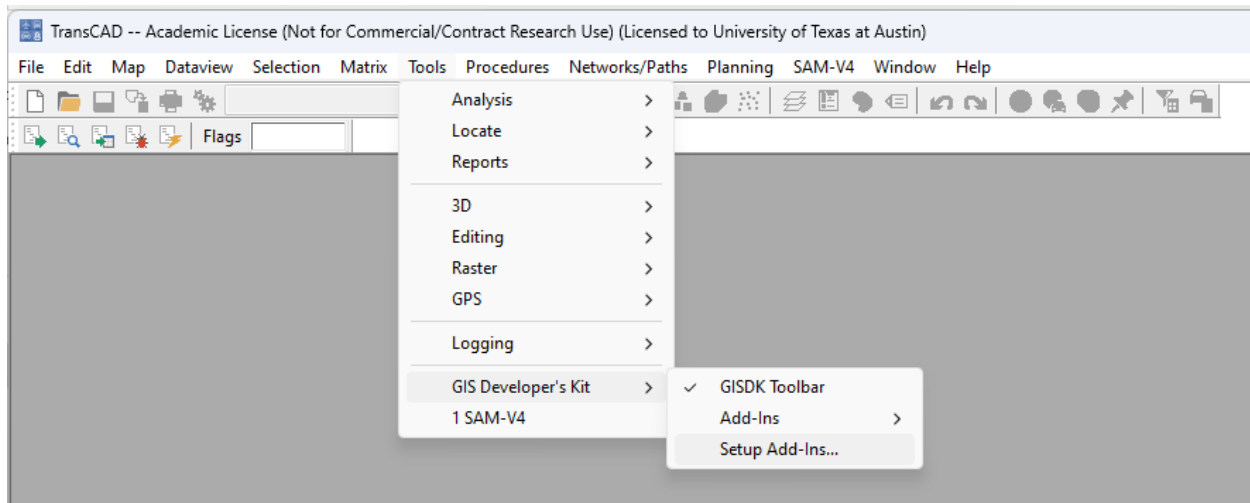 TransCAD -- Academic License (Not for Commercial/Contract Research Use) (Licensed to University of Texas at Austin)
File Edit Map Dataview Selection Matrix Tools Procedures Networks/Paths Planning SAM-V4 Window Help
Flags
Analysis
Locate
Reports
3D
Editing
Raster
GPS
Logging
GIS Developer's Kit
1 SAM-V4
GISDK Toolbar
Add-Ins
Setup Add-Ins...